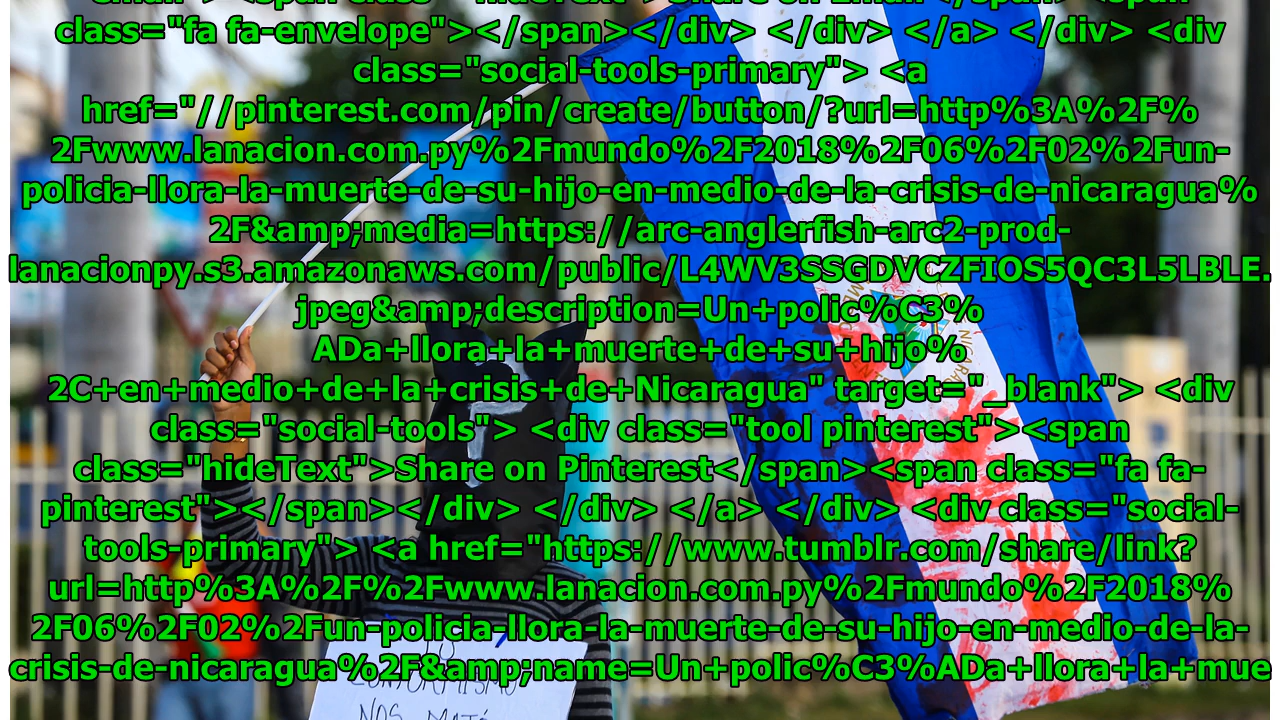 class="fa fa-envelope"></span></div> </div> </a> </div> <div
class="social-tools-primary"> <a
href="//pinterest.com/pin/create/button/?url=http%3A%2F%
2Fwww.lanacion.com.py%2Fmundo%2F2018%2F06%2F02%2Fun-
policia-llora-la-muerte-de-su-hijo-en-medio-de-la-crisis-de-nicaragua%
2F&amp;media=https://arc-anglerfish-arc2-prod-
lanacionpy.s3.amazonaws.com/public/L4WV3SSGDVCZFIOS5QC3L5LBLE.
jpeg&amp;description=Un+polic%C3%
ADa+llora+la+muerte+de+su+hijo%
2C+en+medio+de+la+crisis+de+Nicaragua" target="_blank"> <div
class="social-tools"> <div class="tool pinterest"><span
class="hideText">Share on Pinterest</span><span class="fa fa-
pinterest"></span></div> </div> </a> </div> <div class="social-
tools-primary"> <a href="https://www.tumblr.com/share/link?
url=http%3A%2F%2Fwww.lanacion.com.py%2Fmundo%2F2018%
2F06%2F02%2Fun-policia-llora-la-muerte-de-su-hijo-en-medio-de-la-
crisis-de-nicaragua%2F&amp;name=Un+polic%C3%ADa+llora+la+mue
CONFORMISMO
NOS MATÓ